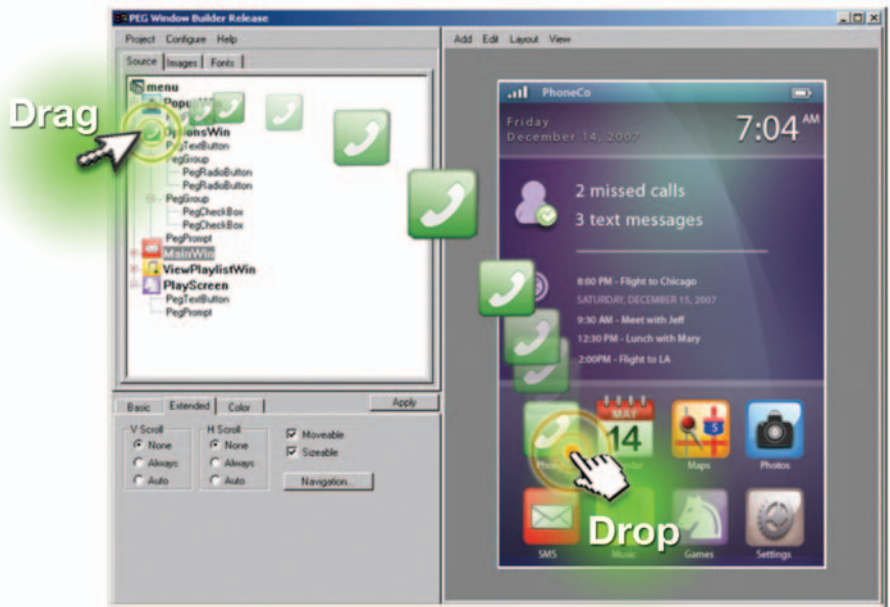 PEG Window Builder Release
Project Configure Help
Source Images Fonts
menu
OptionsWin
PegTextButton
PegGroup
PegRadioButton
PegRadioButton
PegGroup
PegCheckBox
PegCheckBox
PegPrompt
MainWin
ViewPlaylistWin
PlayScreen
PegTextButton
PegPrompt
Drag
Basic Extended Color Apply
V Scroll H Scroll
None None Moveable
Always Always Sizeable
Auto Auto Navigation...
Add Edit Layout View
PhoneCo
Friday
December 14, 2007
7:04 AM
2 missed calls
3 text messages
8:00 PM - Flight to Chicago
SATURDAY, DECEMBER 15, 2007
9:30 AM - Meet with Jeff
12:30 PM - Lunch with Mary
2:00PM - Flight to LA
MAY
14
5
Maps Photos
Drop
SMS Music Games Settings